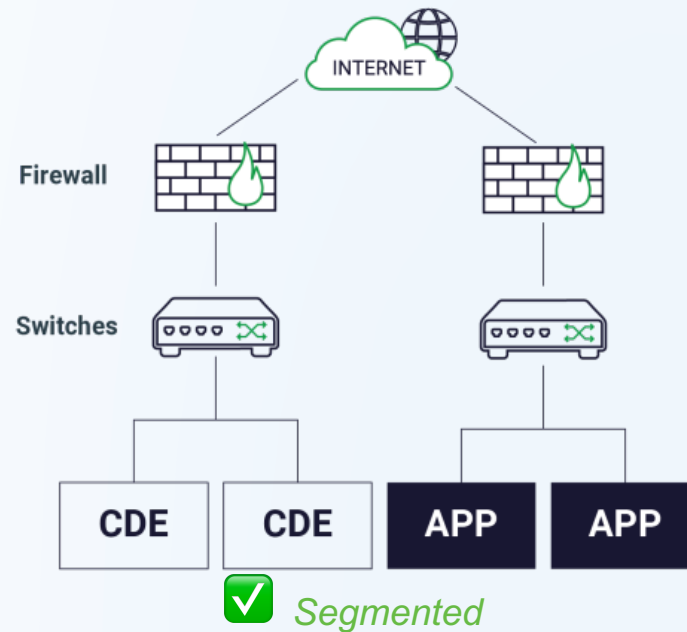 INTERNET
Firewall
Switches
CDE
CDE
APP
APP
Segmented